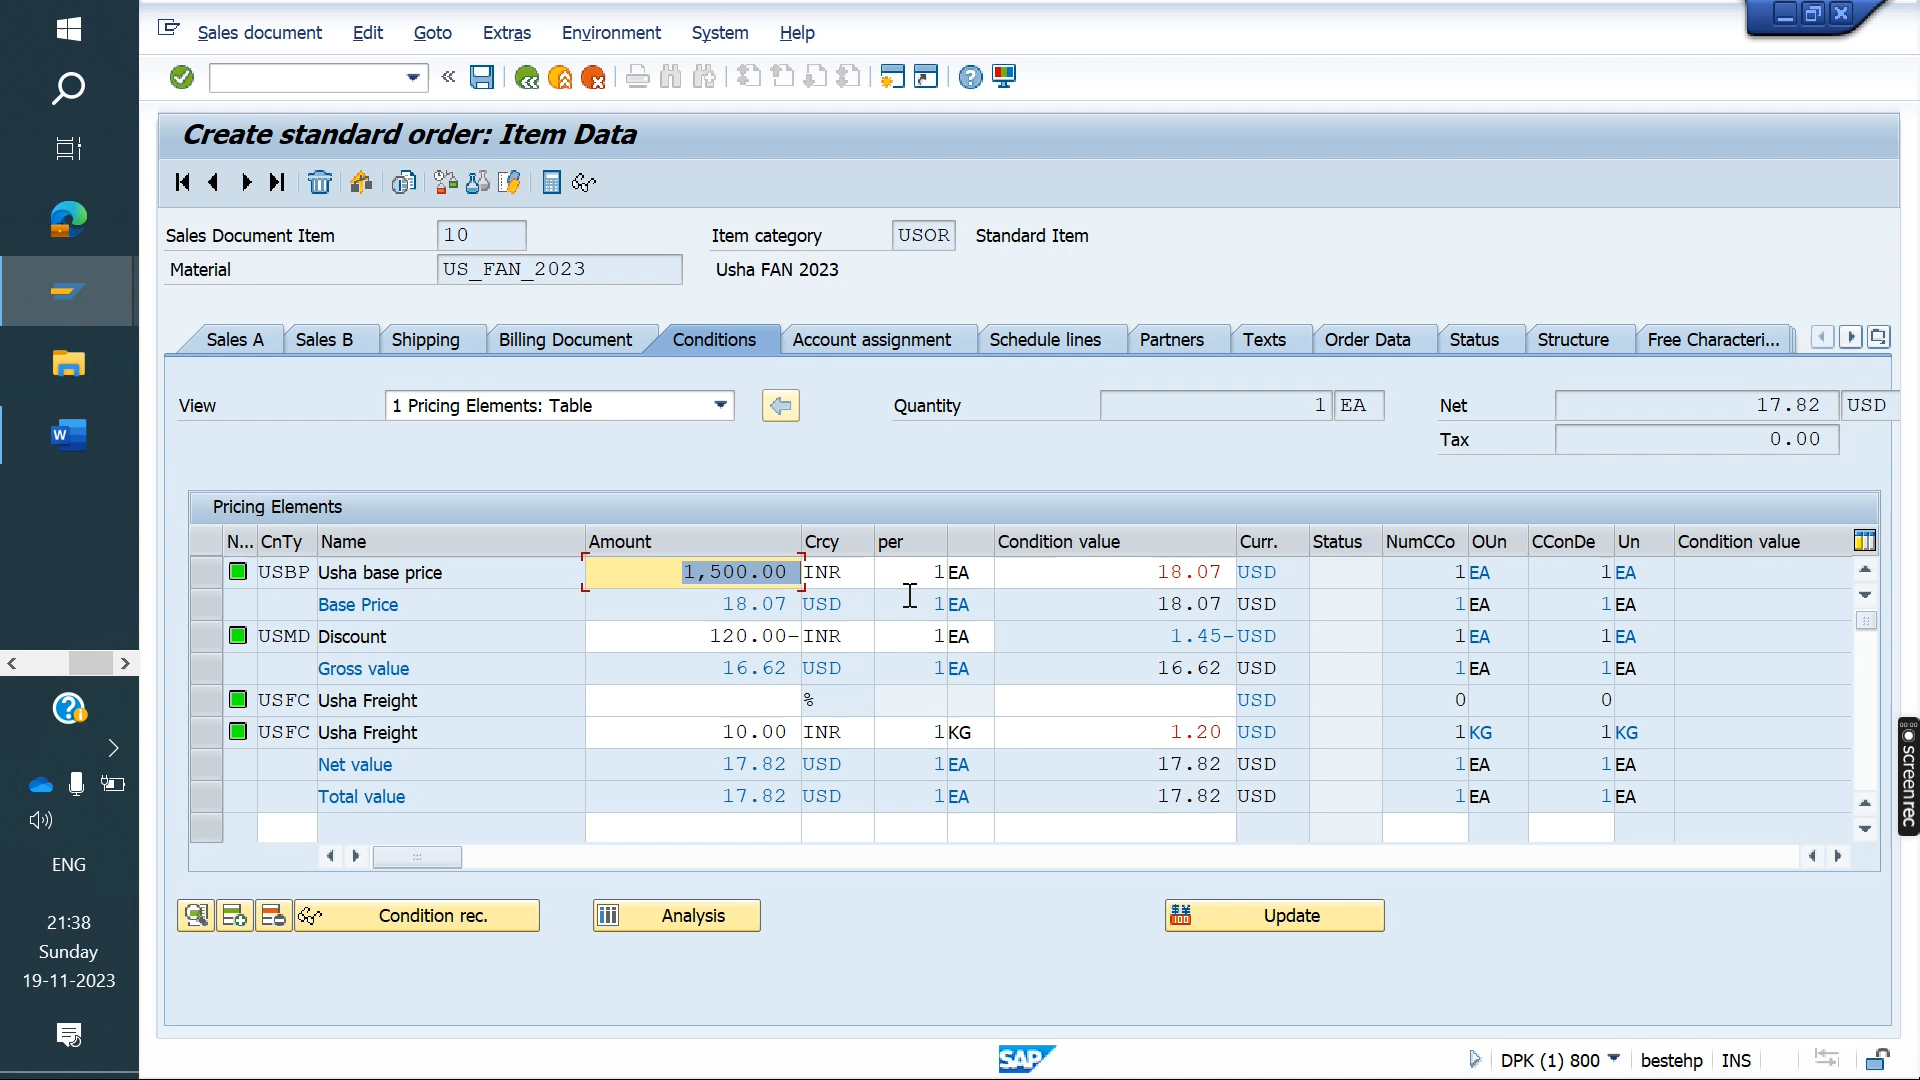 Sales document Edit Goto Extras Environment System Help
Create standard order: Item Data
Sales Document Item 10 Item category USOR Standard Item
Material US_FAN_2023 Usha FAN 2023
Sales A Sales B Shipping Billing Document Conditions Account assignment Schedule lines Partners Texts Order Data Status Structure Free Characteri...
View 1 Pricing Elements: Table Quantity 1 EA Net 17.82 USD
Tax 0.00
Pricing Elements
N... CnTy Name Amount Crcy per Condition value Curr. Status NumCCo OUn CConDe Un Condition value
USBP Usha base price 1,500.00 INR 1 EA 18.07 USD 1 EA 1 EA
Base Price 18.07 USD 1 EA 18.07 USD 1 EA 1 EA
USMD Discount 120.00- INR 1 EA 1.45- USD 1 EA 1 EA
Gross value 16.62 USD 1 EA 16.62 USD 1 EA 1 EA
USFC Usha Freight % USD 0 0
USFC Usha Freight 10.00 INR 1 KG 1.20 USD 1 KG 1 KG
Net value 17.82 USD 1 EA 17.82 USD 1 EA 1 EA
Total value 17.82 USD 1 EA 17.82 USD 1 EA 1 EA
Condition rec. Analysis Update
SAP DPK (1) 800 bestehp INS
W
ENG
21:38
Sunday
19-11-2023
00:00
screenrec